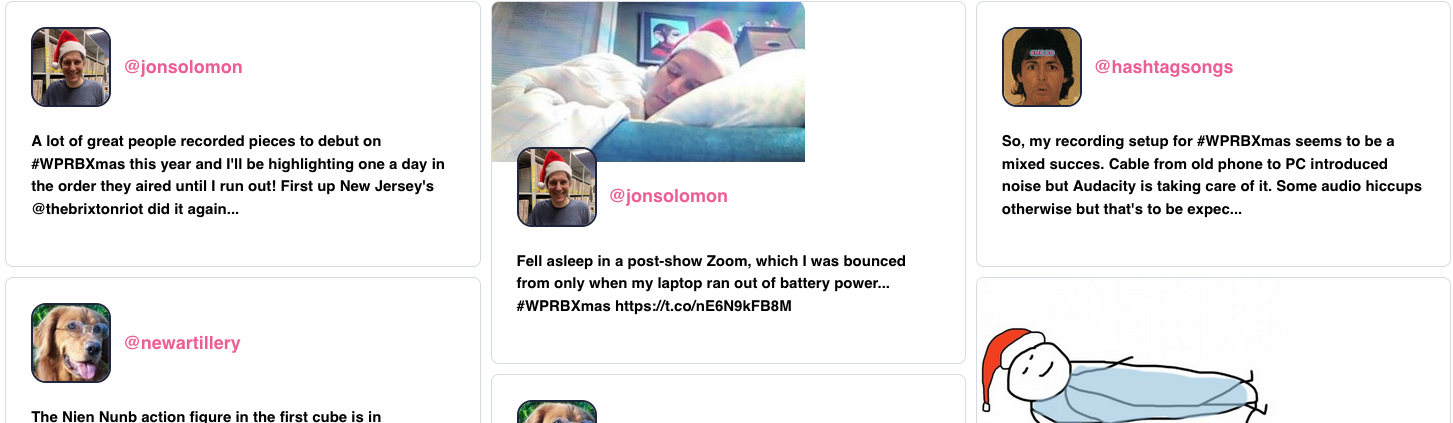 @jonsolomon
A lot of great people recorded pieces to debut on
#WPRBXmas this year and I'll be highlighting one a day in
the order they aired until I run out! First up New Jersey's
@thebrixtonriot did it again...
@newartillery
The Nien Nunb action figure in the first cube is in
@jonsolomon
Fell asleep in a post-show Zoom, which I was bounced
from only when my laptop ran out of battery power...
#WPRBXmas https://t.co/nE6N9kFB8M
@hashtagsongs
So, my recording setup for #WPRBXmas seems to be a
mixed succes. Cable from old phone to PC introduced
noise but Audacity is taking care of it. Some audio hiccups
otherwise but that's to be expec...